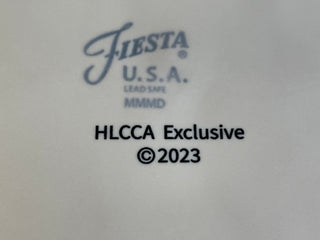 FIESTA®
U.S.A.
LEAD SAFE
MMMD
HLCCA Exclusive
©2023